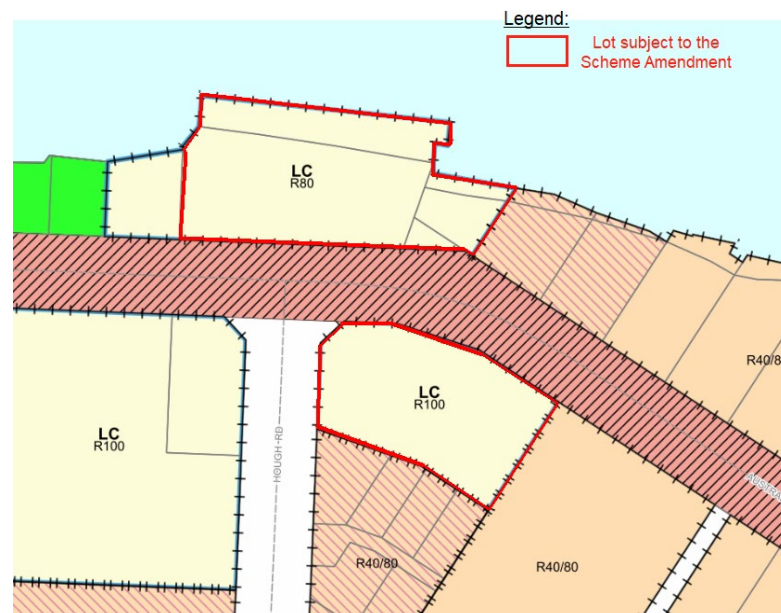 Legend:
Lot subject to the
Scheme Amendment
LC
R80
R40/8
LC
R100
LC
R100
HOUGH RD
AUSTRA
R40/80
R40/80